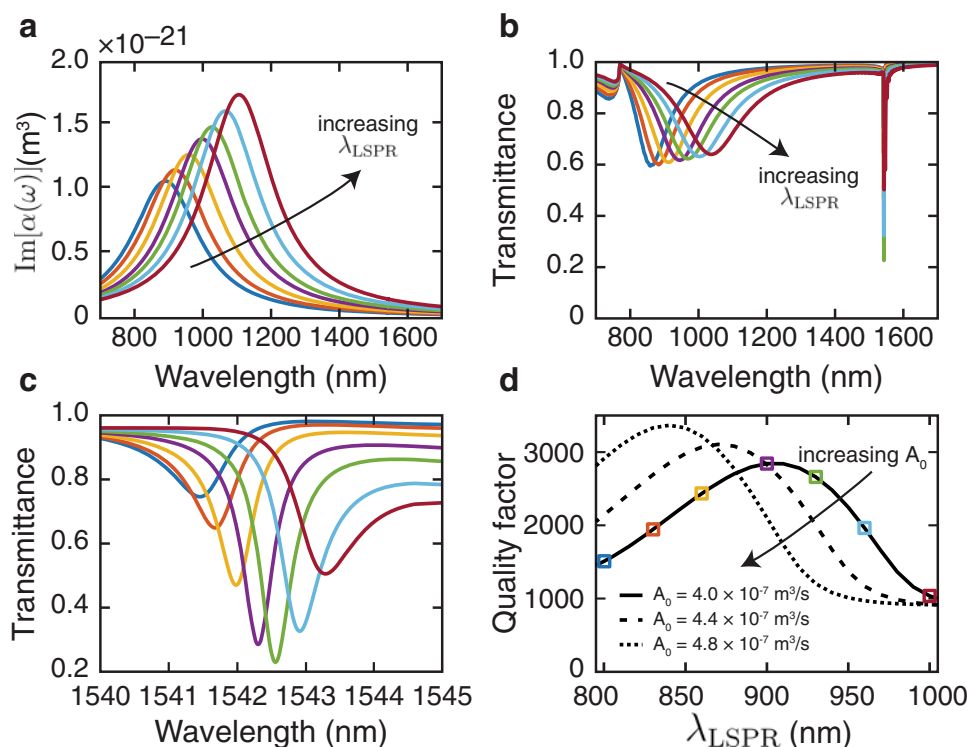 a
×10–21
Im[α(ω)](m³)
2.0
1.5
1.0
0.5
0
increasing
λLSPR
800 1000 1200 1400 1600
Wavelength (nm)
b
Transmittance
1.0
0.8
0.6
0.4
0.2
0
increasing
λLSPR
800 1000 1200 1400 1600
Wavelength (nm)
c
Transmittance
1.0
0.8
0.6
0.4
0.2
1540 1541 1542 1543 1544 1545
Wavelength (nm)
d
Quality factor
3000
2000
1000
0
increasing A₀
A₀ = 4.0 × 10⁻⁷ m³/s
A₀ = 4.4 × 10⁻⁷ m³/s
A₀ = 4.8 × 10⁻⁷ m³/s
800 850 900 950 1000
λLSPR (nm)